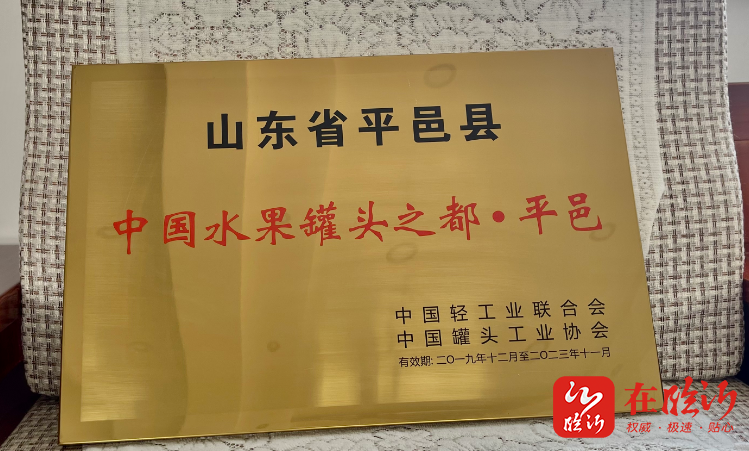 山东省平邑县
中国水果罐头之都·平邑
中国轻工业联合会
中国罐头工业协会
有效期:二〇一九年十二月至二〇二三年十一月
在临沂
临沂
权威·极速·贴心